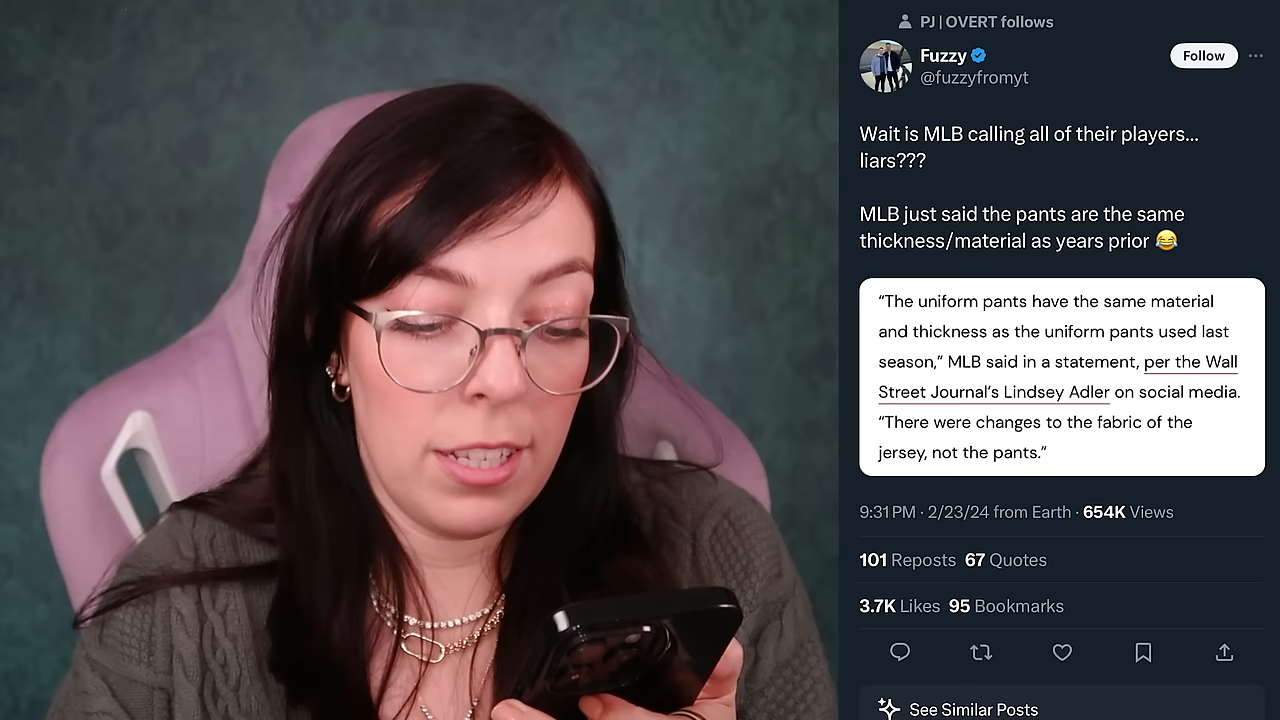 PJ | OVERT follows
Fuzzy
Follow
@fuzzyfromyt
Wait is MLB calling all of their players...
liars???
MLB just said the pants are the same
thickness/material as years prior 😂
“The uniform pants have the same material
and thickness as the uniform pants used last
season,” MLB said in a statement, per the Wall
Street Journal’s Lindsey Adler on social media.
“There were changes to the fabric of the
jersey, not the pants.”
9:31 PM · 2/23/24 from Earth · 654K Views
101 Reposts 67 Quotes
3.7K Likes 95 Bookmarks
See Similar Posts